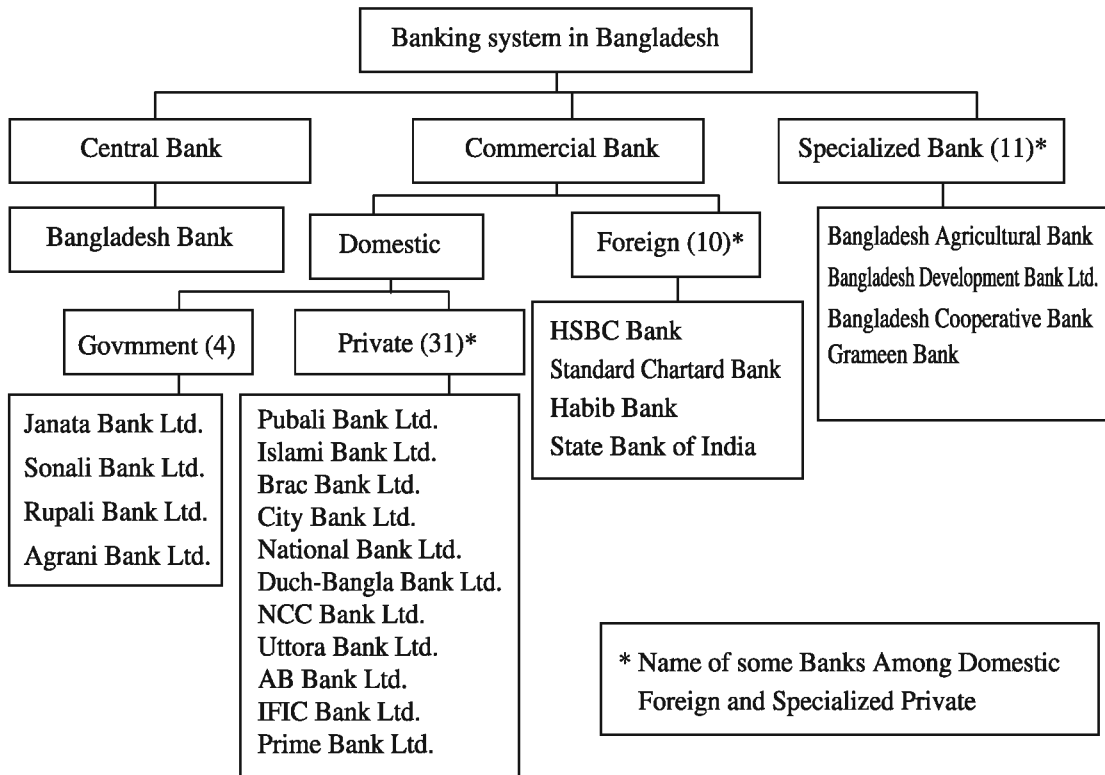 Banking system in Bangladesh
Central Bank
Commercial Bank
Specialized Bank (11)*
Bangladesh Bank
Domestic
Foreign (10)*
Bangladesh Agricultural Bank
Bangladesh Development Bank Ltd.
Bangladesh Cooperative Bank
Grameen Bank
Govmment (4)
Private (31)*
HSBC Bank
Standard Chartard Bank
Habib Bank
State Bank of India
Janata Bank Ltd.
Sonali Bank Ltd.
Rupali Bank Ltd.
Agrani Bank Ltd.
Pubali Bank Ltd.
Islami Bank Ltd.
Brac Bank Ltd.
City Bank Ltd.
National Bank Ltd.
Duch-Bangla Bank Ltd.
NCC Bank Ltd.
Uttora Bank Ltd.
AB Bank Ltd.
IFIC Bank Ltd.
Prime Bank Ltd.
* Name of some Banks Among Domestic
Foreign and Specialized Private